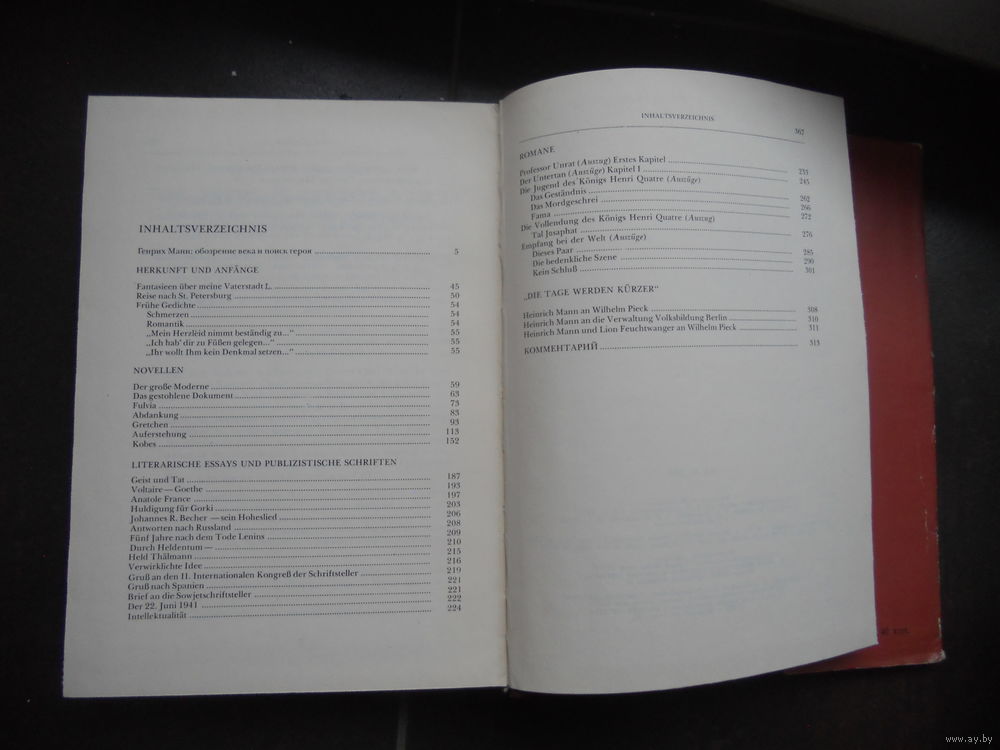 INHALTSVERZEICHNIS
Генрих Манн: обозрение века и поиск героя 5
HERKUNFT UND ANFÄNGE
Fantasieen über meine Vaterstadt L. 45
Reise nach St. Petersburg 50
Frühe Gedichte 54
Schmerzen 54
Romantik 54
„Mein Herzleid nimmt beständig zu..." 55
„Ich hab' dir zu Füßen gelegen..." 55
„Ihr wollt Ihm kein Denkmal setzen..." 55
NOVELLEN
Der große Moderne 59
Das gestohlene Dokument 63
Fulvia 73
Abdankung 83
Gretchen 93
Auferstehung 113
Kobes 152
LITERARISCHE ESSAYS UND PUBLIZISTISCHE SCHRIFTEN
Geist und Tat 187
Voltaire — Goethe 193
Anatole France 197
Huldigung für Gorki 203
Johannes R. Becher — sein Hoheslied 206
Antworten nach Russland 208
Fünf Jahre nach dem Tode Lenins 209
Durch Heldentum — 210
Held Thälmann 215
Verwirklichte Idee 216
Gruß an den II. Internationalen Kongreß der Schriftsteller 219
Gruß nach Spanien 221
Brief an die Sowjetschriftsteller 221
Der 22. Juni 1941 222
Intellektualität 224
INHALTSVERZEICHNIS
367
ROMANE
Professor Unrat (Auszug) Erstes Kapitel 233
Der Untertan (Auszüge) Kapitel I 245
Die Jugend des Königs Henri Quatre (Auszüge)
Das Geständnis 262
Das Mordgeschrei 266
Fama 272
Die Vollendung des Königs Henri Quatre (Auszug)
Tal Josaphat 276
Empfang bei der Welt (Auszüge)
Dieses Paar 285
Die bedenkliche Szene 290
Kein Schluß 301
„DIE TAGE WERDEN KÜRZER"
Heinrich Mann an Wilhelm Pieck 308
Heinrich Mann an die Verwaltung Volksbildung Berlin 310
Heinrich Mann und Lion Feuchtwanger an Wilhelm Pieck 311
КОММЕНТАРИЙ 313
www.ay.by